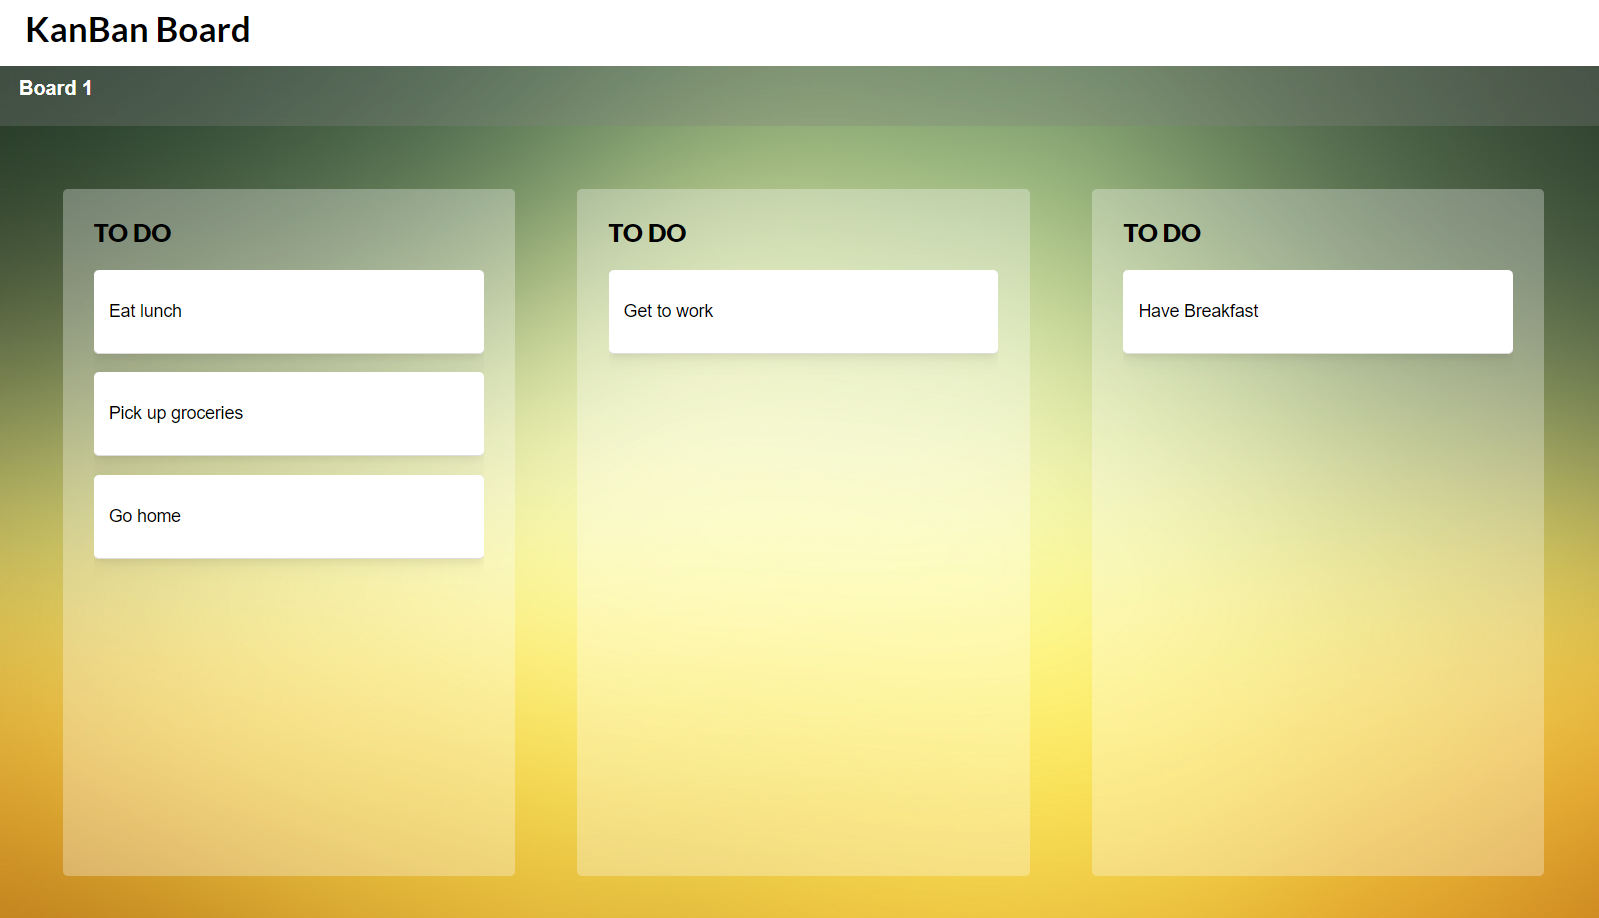 KanBan Board
Board 1
TO DO
Eat lunch
Pick up groceries
Go home
TO DO
Get to work
TO DO
Have Breakfast